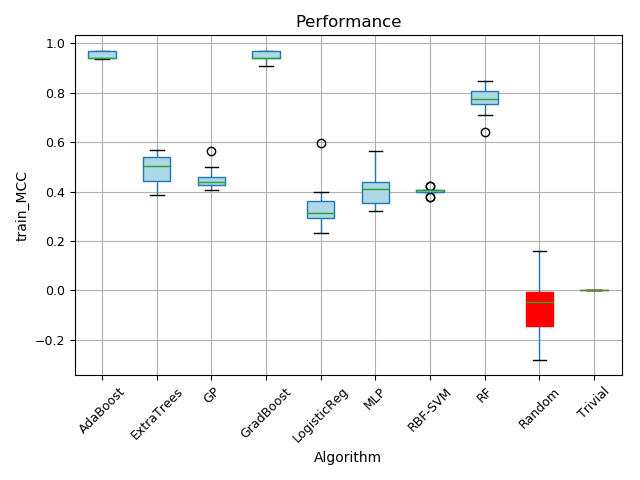 Performance
train_MCC
1.0
0.8
0.6
0.4
0.2
0.0
−0.2
AdaBoost
ExtraTrees
GP
GradBoost
LogisticReg
MLP
RBF-SVM
RF
Random
Trivial
Algorithm